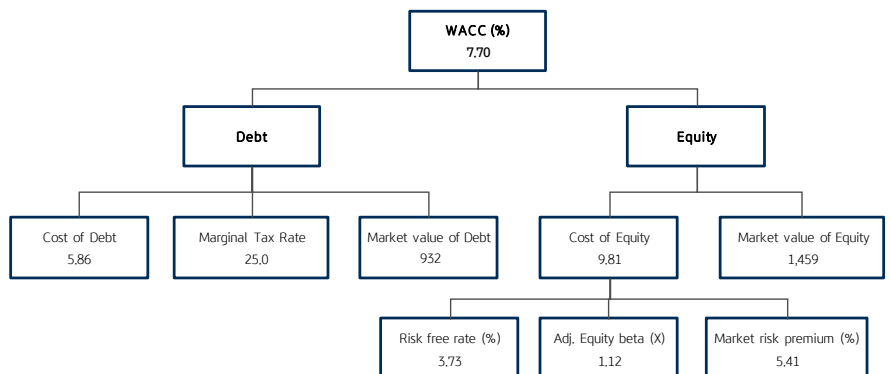 WACC (%)
7.70
Debt
Equity
Cost of Debt
5.86
Marginal Tax Rate
25.0
Market value of Debt
932
Cost of Equity
9.81
Market value of Equity
1,459
Risk free rate (%)
3.73
Adj. Equity beta (X)
1.12
Market risk premium (%)
5.41